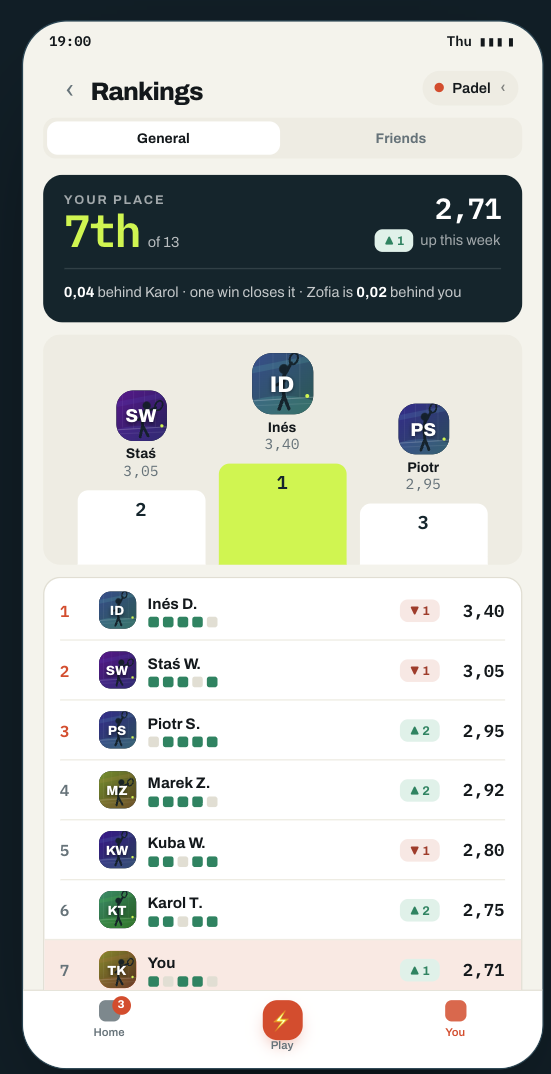 19:00 Thu
‹ Rankings Padel ‹
General Friends
YOUR PLACE
7th of 13
2,71
▲ 1 up this week
0,04 behind Karol · one win closes it · Zofia is 0,02 behind you
ID
Inés
3,40
SW
Staś
3,05
PS
Piotr
2,95
2
1
3
1 ID Inés D. ▼ 1 3,40
2 SW Staś W. ▼ 1 3,05
3 PS Piotr S. ▲ 2 2,95
4 MZ Marek Z. ▲ 2 2,92
5 KW Kuba W. ▼ 1 2,80
6 KT Karol T. ▲ 2 2,75
7 TK You ▲ 1 2,71
3
Home Play You